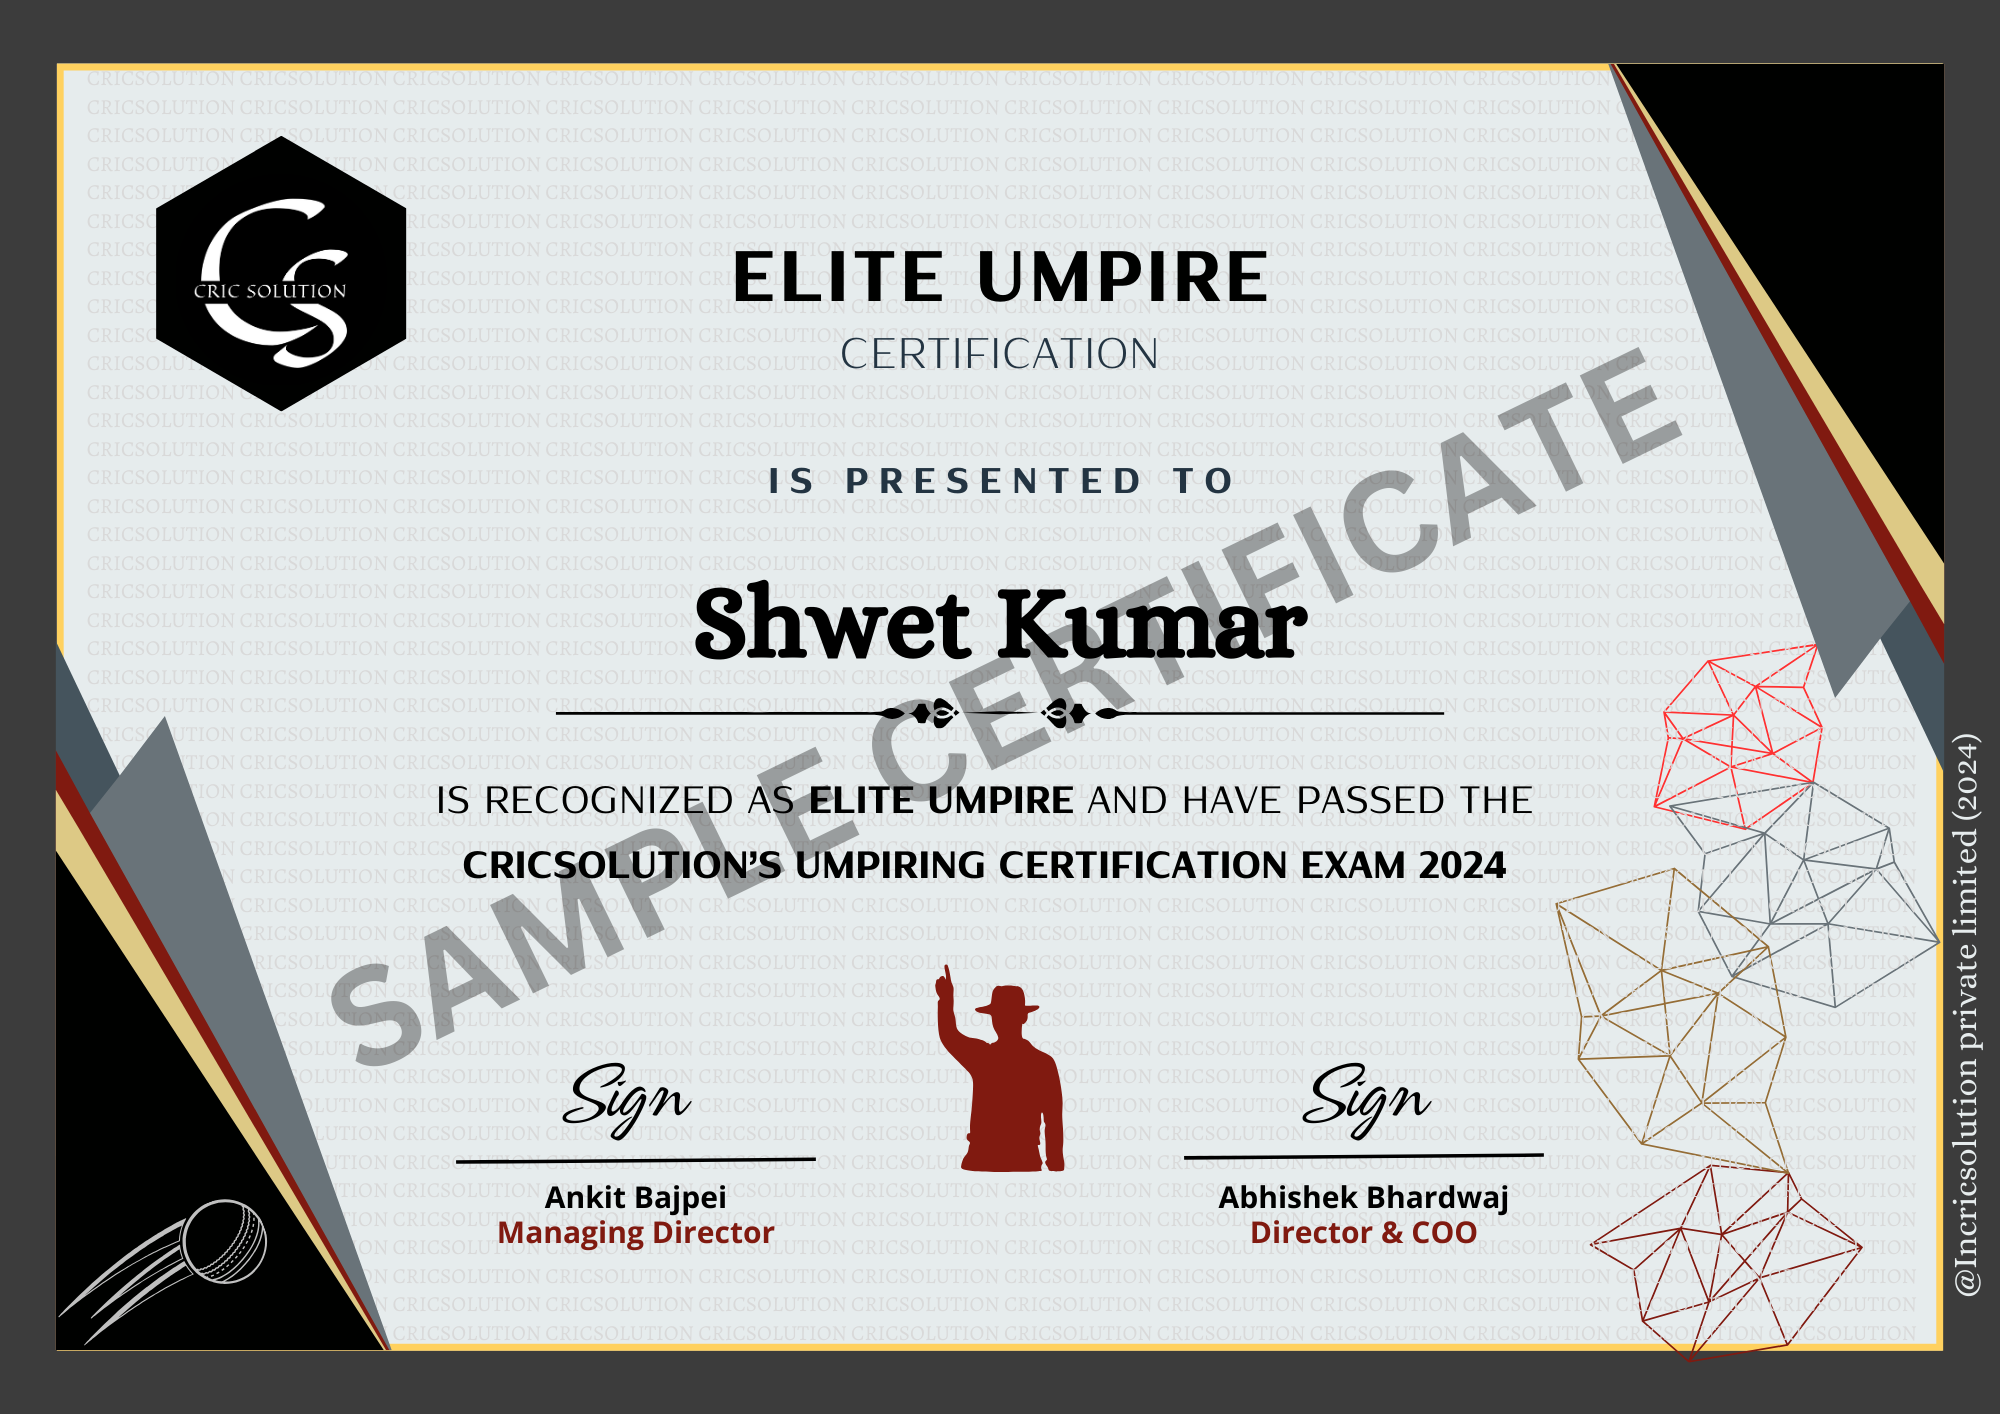 CRIC SOLUTION
ELITE UMPIRE
CERTIFICATION
IS PRESENTED TO
Shwet Kumar
IS RECOGNIZED AS ELITE UMPIRE AND HAVE PASSED THE
CRICSOLUTION’S UMPIRING CERTIFICATION EXAM 2024
SAMPLE CERTIFICATE
Sign
Ankit Bajpei
Managing Director
Sign
Abhishek Bhardwaj
Director & COO
@Incricsolution private limited (2024)